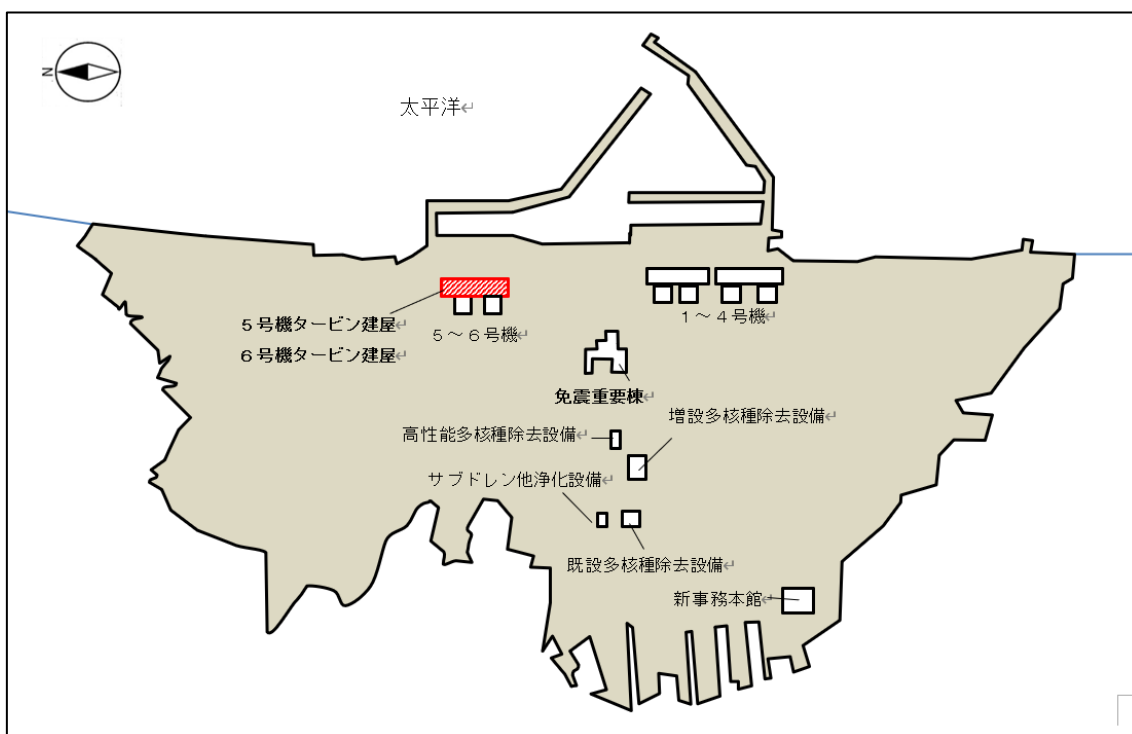 N
太平洋↵
5号機タービン建屋↵
6号機タービン建屋↵
5~6号機↵
1~4号機↵
免震重要棟↵
増設多核種除去設備↵
高性能多核種除去設備↵
サブドレン他浄化設備↵
既設多核種除去設備↵
新事務本館↵